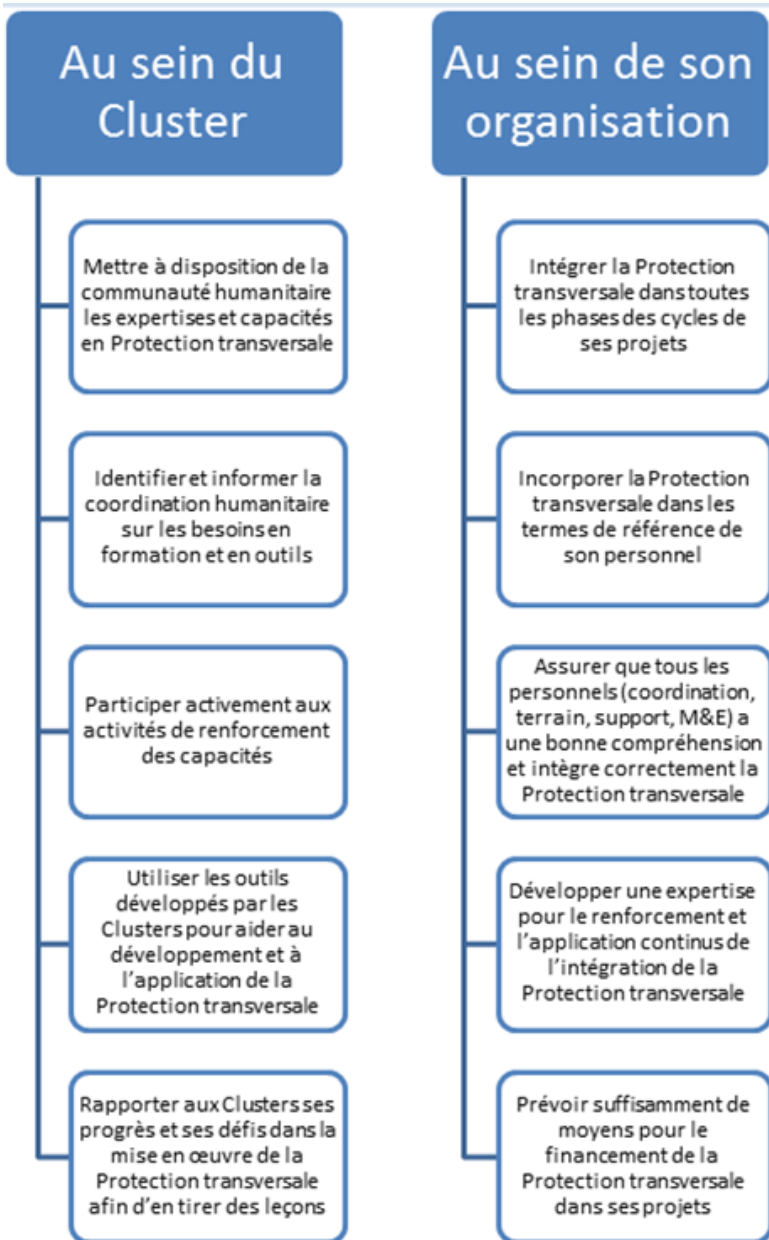 Au sein du
Cluster
Mettre à disposition de la
communauté humanitaire
les expertises et capacités
en Protection transversale
Identifier et informer la
coordination humanitaire
sur les besoins en
formation et en outils
Participer activement aux
activités de renforcement
des capacités
Utiliser les outils
développés par les
Clusters pour aider au
développement et à
l'application de la
Protection transversale
Rapporter aux Clusters ses
progrès et ses défis dans la
mise en œuvre de la
Protection transversale
afin d'en tirer des leçons
Au sein de son
organisation
Intégrer la Protection
transversale dans toutes
les phases des cycles de
ses projets
Incorporer la Protection
transversale dans les
termes de référence de
son personnel
Assurer que tous les
personnels (coordination,
terrain, support, M&E) a
une bonne compréhension
et intègre correctement la
Protection transversale
Développer une expertise
pour le renforcement et
l'application continus de
l'intégration de la
Protection transversale
Prévoir suffisamment de
moyens pour le
financement de la
Protection transversale
dans ses projets